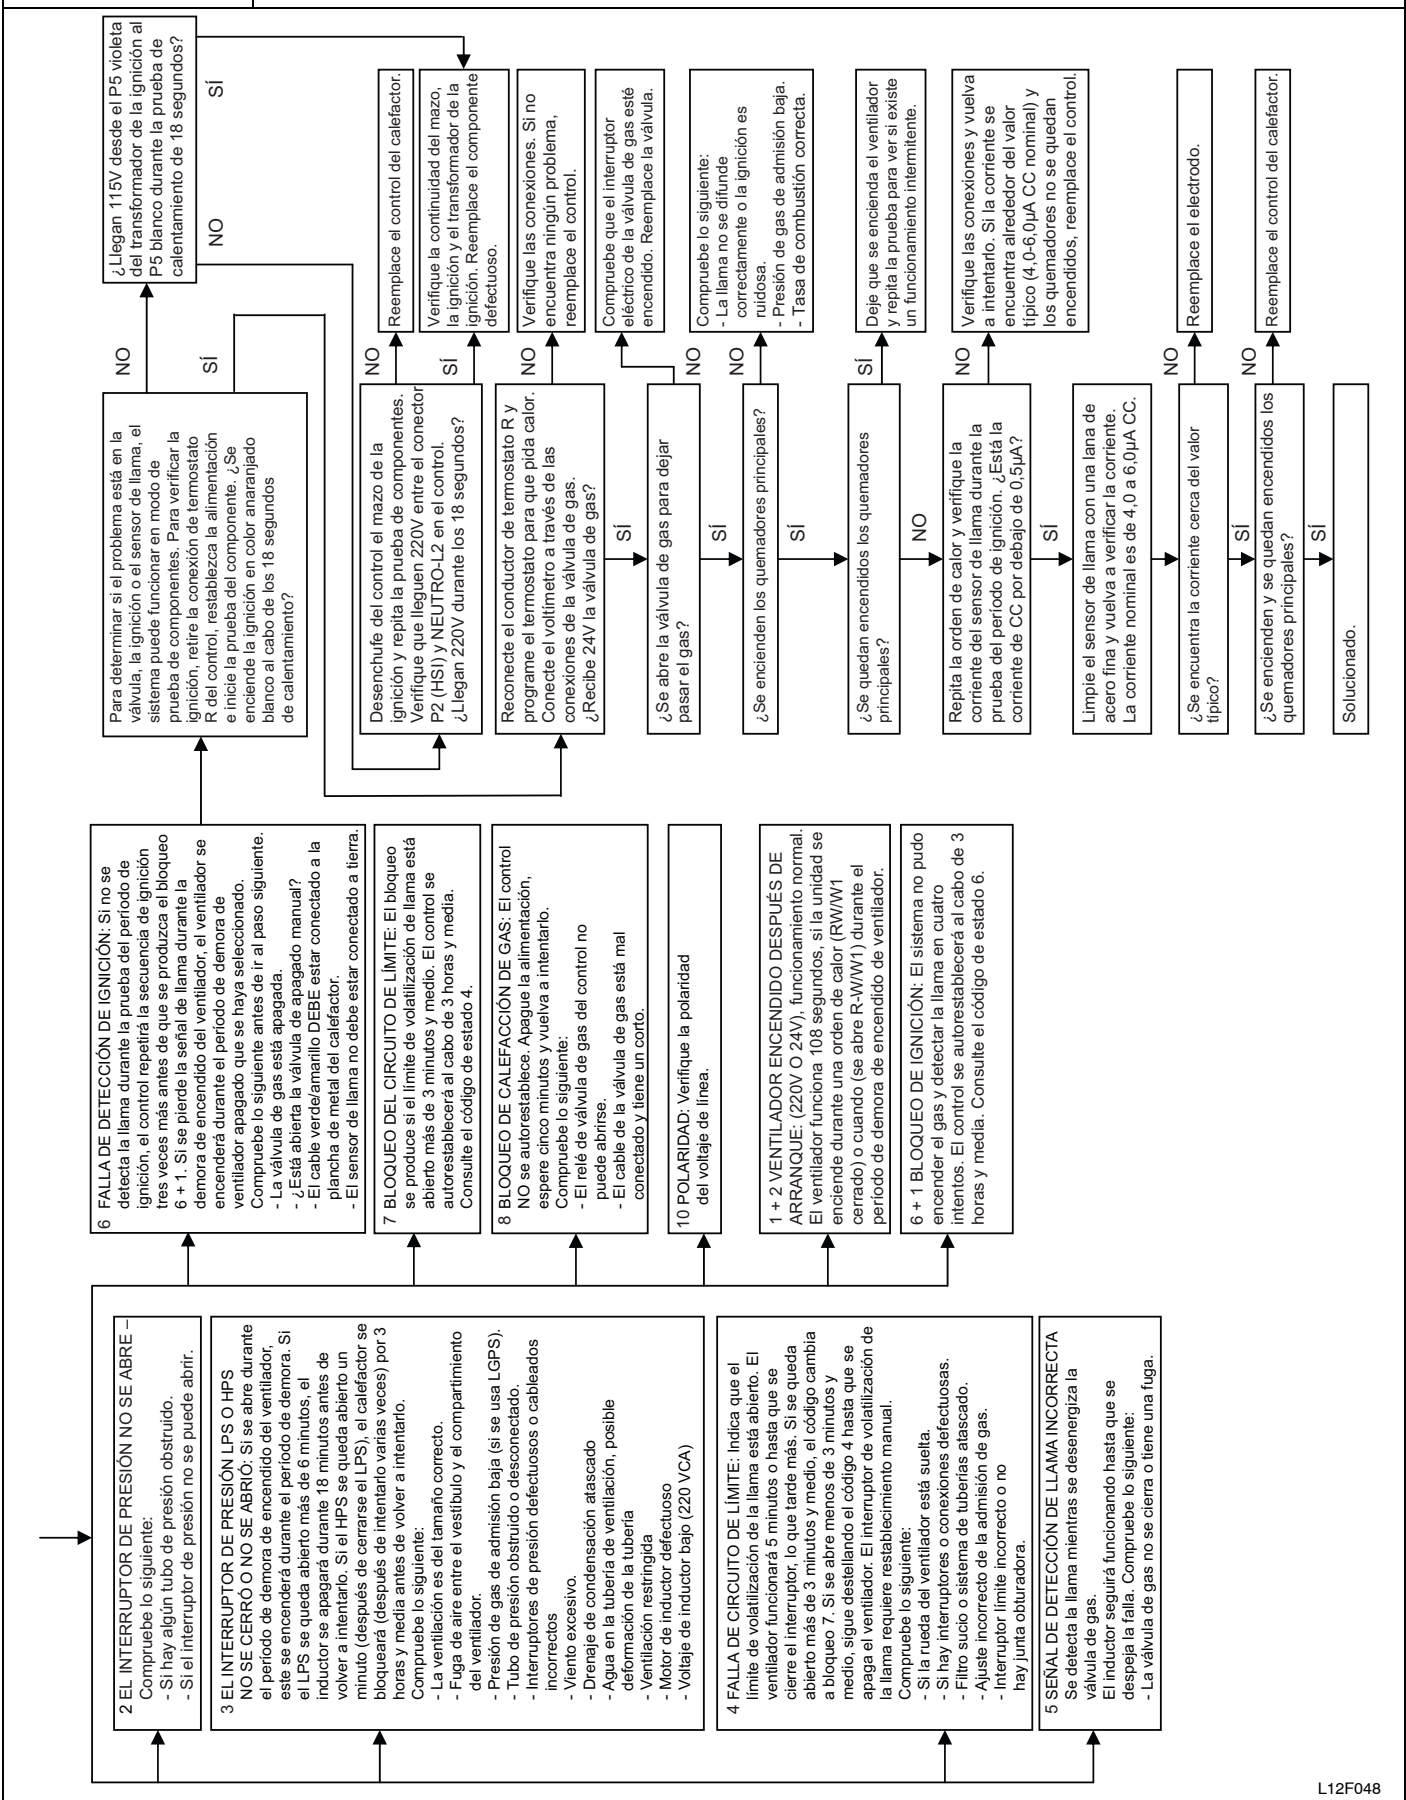 2 EL INTERRUPTOR DE PRESIÓN NO SE ABRE –
Compruebe lo siguiente:
- Si hay algún tubo de presión obstruido.
- Si el interruptor de presión no se puede abrir.
3 EL INTERRUPTOR DE PRESIÓN LPS O HPS
NO SE CERRÓ O NO SE ABRIÓ: Si se abre durante
el período de demora de encendido del ventilador,
este se encenderá durante el período de demora. Si
el LPS se queda abierto más de 6 minutos, el
inductor se apagará durante 18 minutos antes de
volver a intentarlo. Si el HPS se queda abierto un
minuto (después de cerrarse el LPS), el calefactor se
bloqueará (después de intentarlo varias veces) por 3
horas y media antes de volver a intentarlo.
Compruebe lo siguiente:
- La ventilación es del tamaño correcto.
- Fuga de aire entre el vestíbulo y el compartimiento
del ventilador.
- Presión de gas de admisión baja (si se usa LGPS).
- Tubo de presión obstruido o desconectado.
- Interruptores de presión defectuosos o cableados
incorrectos
- Viento excesivo.
- Drenaje de condensación atascado
- Agua en la tubería de ventilación, posible
deformación de la tubería
- Ventilación restringida
- Motor de inductor defectuoso
- Voltaje de inductor bajo (220 VCA)
4 FALLA DE CIRCUITO DE LÍMITE: Indica que el
límite de volatilización de la llama está abierto. El
ventilador funcionará 5 minutos o hasta que se
cierre el interruptor, lo que tarde más. Si se queda
abierto más de 3 minutos y medio, el código cambia
a bloqueo 7. Si se abre menos de 3 minutos y
medio, sigue destellando el código 4 hasta que se
apaga el ventilador. El interruptor de volatilización de
la llama requiere restablecimiento manual.
Compruebe lo siguiente:
- Si la rueda del ventilador está suelta.
- Si hay interruptores o conexiones defectuosas.
- Filtro sucio o sistema de tuberías atascado.
- Ajuste incorrecto de la admisión de gas.
- Interruptor límite incorrecto o no
hay junta obturadora.
5 SEÑAL DE DETECCIÓN DE LLAMA INCORRECTA
Se detecta la llama mientras se desenergiza la
válvula de gas.
El inductor seguirá funcionando hasta que se
despeja la falla. Compruebe lo siguiente:
- La válvula de gas no se cierra o tiene una fuga.
6 FALLA DE DETECCIÓN DE IGNICIÓN: Si no se
detecta la llama durante la prueba del período de
ignición, el control repetirá la secuencia de ignición
tres veces más antes de que se produzca el bloqueo
6 + 1. Si se pierde la señal de llama durante la
demora de encendido del ventilador, el ventilador se
encenderá durante el período de demora de
ventilador apagado que se haya seleccionado.
Compruebe lo siguiente antes de ir al paso siguiente.
- La válvula de gas está apagada.
- ¿Está abierta la válvula de apagado manual?
- El cable verde/amarillo DEBE estar conectado a la
plancha de metal del calefactor.
- El sensor de llama no debe estar conectado a tierra.
7 BLOQUEO DEL CIRCUITO DE LÍMITE: El bloqueo
se produce si el límite de volatilización de llama está
abierto más de 3 minutos y medio. El control se
autorestablecerá al cabo de 3 horas y media.
Consulte el código de estado 4.
8 BLOQUEO DE CALEFACCIÓN DE GAS: El control
NO se autorestablece. Apague la alimentación,
espere cinco minutos y vuelva a intentarlo.
Compruebe lo siguiente:
- El relé de válvula de gas del control no
puede abrirse.
- El cable de la válvula de gas está mal
conectado y tiene un corto.
10 POLARIDAD: Verifique la polaridad
del voltaje de línea.
1 + 2 VENTILADOR ENCENDIDO DESPUÉS DE
ARRANQUE: (220V O 24V), funcionamiento normal.
El ventilador funciona 108 segundos, si la unidad se
enciende durante una orden de calor (RW/W1
cerrado) o cuando (se abre R-W/W1) durante el
período de demora de encendido de ventilador.
6 + 1 BLOQUEO DE IGNICIÓN: El sistema no pudo
encender el gas y detectar la llama en cuatro
intentos. El control se autorestablecerá al cabo de 3
horas y media. Consulte el código de estado 6.
Para determinar si el problema está en la
válvula, la ignición o el sensor de llama, el
sistema puede funcionar en modo de
prueba de componentes. Para verificar la
ignición, retire la conexión de termostato
R del control, restablezca la alimentación
e inicie la prueba del componente. ¿Se
enciende la ignición en color anaranjado
blanco al cabo de los 18 segundos
de calentamiento?
NO
SÍ
¿Llegan 115V desde el P5 violeta
del transformador de la ignición al
P5 blanco durante la prueba de
calentamiento de 18 segundos?
NO
SÍ
Desenchufe del control el mazo de la
ignición y repita la prueba de componentes.
Verifique que lleguen 220V entre el conector
P2 (HSI) y NEUTRO-L2 en el control.
¿Llegan 220V durante los 18 segundos?
NO
SÍ
Reemplace el control del calefactor.
Verifique la continuidad del mazo,
la ignición y el transformador de la
ignición. Reemplace el componente
defectuoso.
Reconecte el conductor de termostato R y
programe el termostato para que pida calor.
Conecte el voltímetro a través de las
conexiones de la válvula de gas.
¿Recibe 24V la válvula de gas?
NO
Verifique las conexiones. Si no
encuentra ningún problema,
reemplace el control.
SÍ
¿Se abre la válvula de gas para dejar
pasar el gas?
NO
Compruebe que el interruptor
eléctrico de la válvula de gas esté
encendido. Reemplace la válvula.
SÍ
¿Se encienden los quemadores principales?
NO
Compruebe lo siguiente:
- La llama no se difunde
correctamente o la ignición es
ruidosa.
- Presión de gas de admisión baja.
- Tasa de combustión correcta.
SÍ
¿Se quedan encendidos los quemadores
principales?
SÍ
Deje que se encienda el ventilador
y repita la prueba para ver si existe
un funcionamiento intermitente.
NO
Repita la orden de calor y verifique la
corriente del sensor de llama durante la
prueba del período de ignición. ¿Está la
corriente de CC por debajo de 0,5µA?
NO
Verifique las conexiones y vuelva
a intentarlo. Si la corriente se
encuentra alrededor del valor
típico (4,0-6,0µA CC nominal) y
los quemadores no se quedan
encendidos, reemplace el control.
SÍ
Limpie el sensor de llama con una lana de
acero fina y vuelva a verificar la corriente.
La corriente nominal es de 4,0 a 6,0µA CC.
¿Se encuentra la corriente cerca del valor
típico?
NO
Reemplace el electrodo.
SÍ
¿Se encienden y se quedan encendidos los
quemadores principales?
NO
Reemplace el control del calefactor.
SÍ
Solucionado.
L12F048